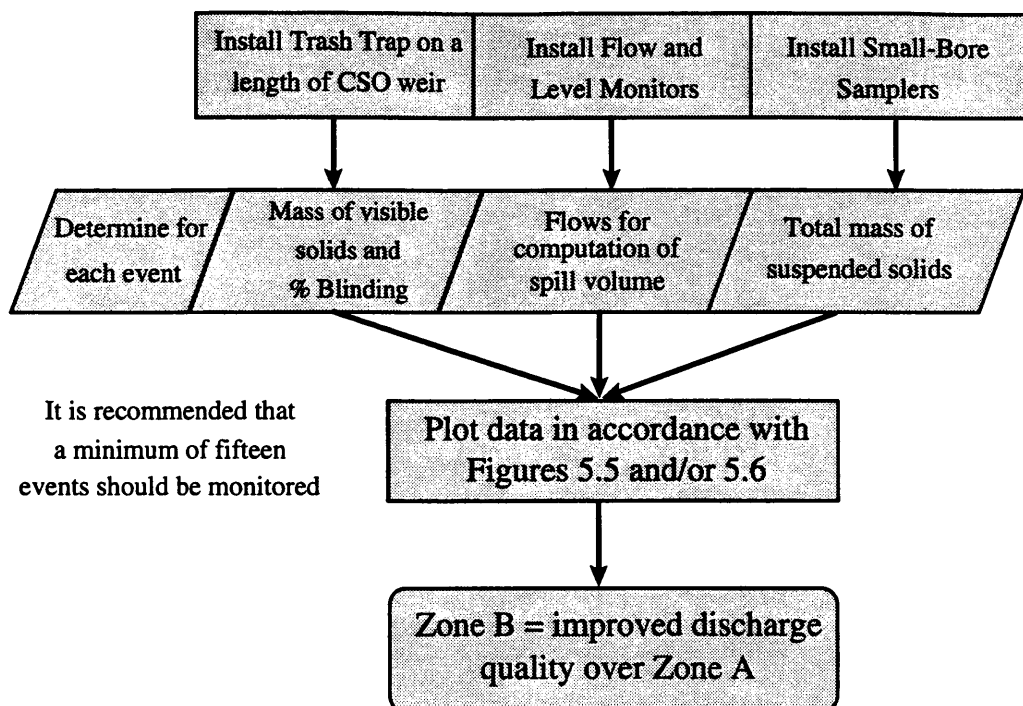 Install Trash Trap on a
length of CSO weir
Install Flow and
Level Monitors
Install Small-Bore
Samplers
Determine for
each event
Mass of visible
solids and
% Blinding
Flows for
computation of
spill volume
Total mass of
suspended solids
It is recommended that
a minimum of fifteen
events should be monitored
Plot data in accordance with
Figures 5.5 and/or 5.6
Zone B = improved discharge
quality over Zone A